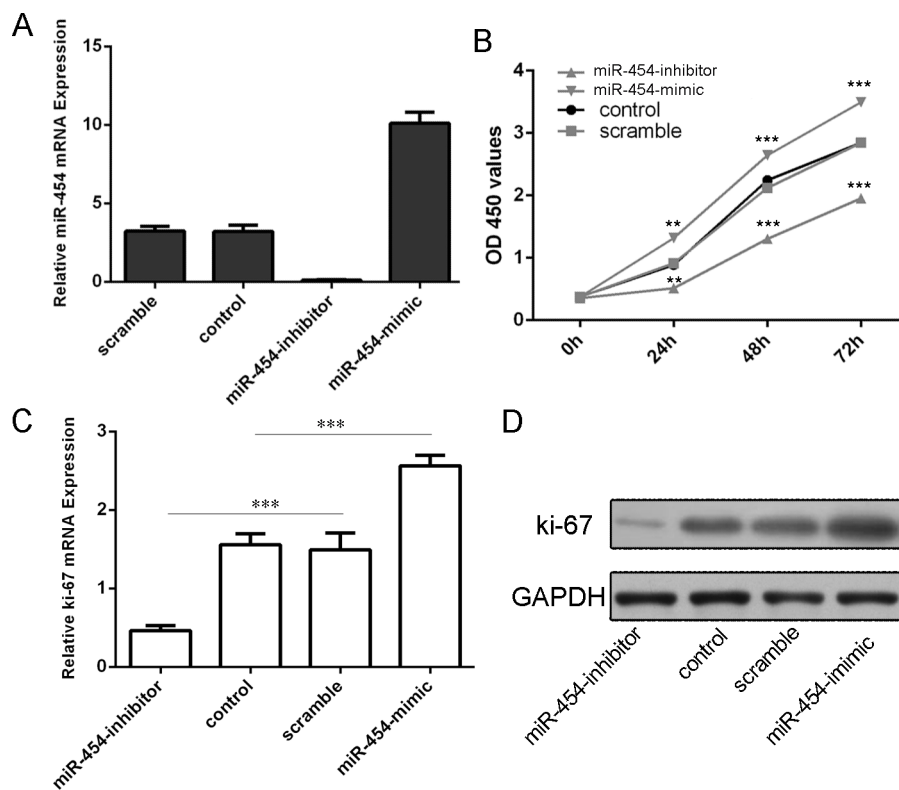 A
Relative miR-454 mRNA Expression
15
10
5
0
scramble
control
miR-454-inhibitor
miR-454-mimic
B
OD 450 values
4
3
2
1
0
miR-454-inhibitor
miR-454-mimic
control
scramble
**
***
***
**
***
***
0h
24h
48h
72h
C
Relative ki-67 mRNA Expression
3
2
1
0
***
***
miR-454-inhibitor
control
scramble
miR-454-mimic
D
ki-67
GAPDH
miR-454-inhibitor
control
scramble
miR-454-imimic